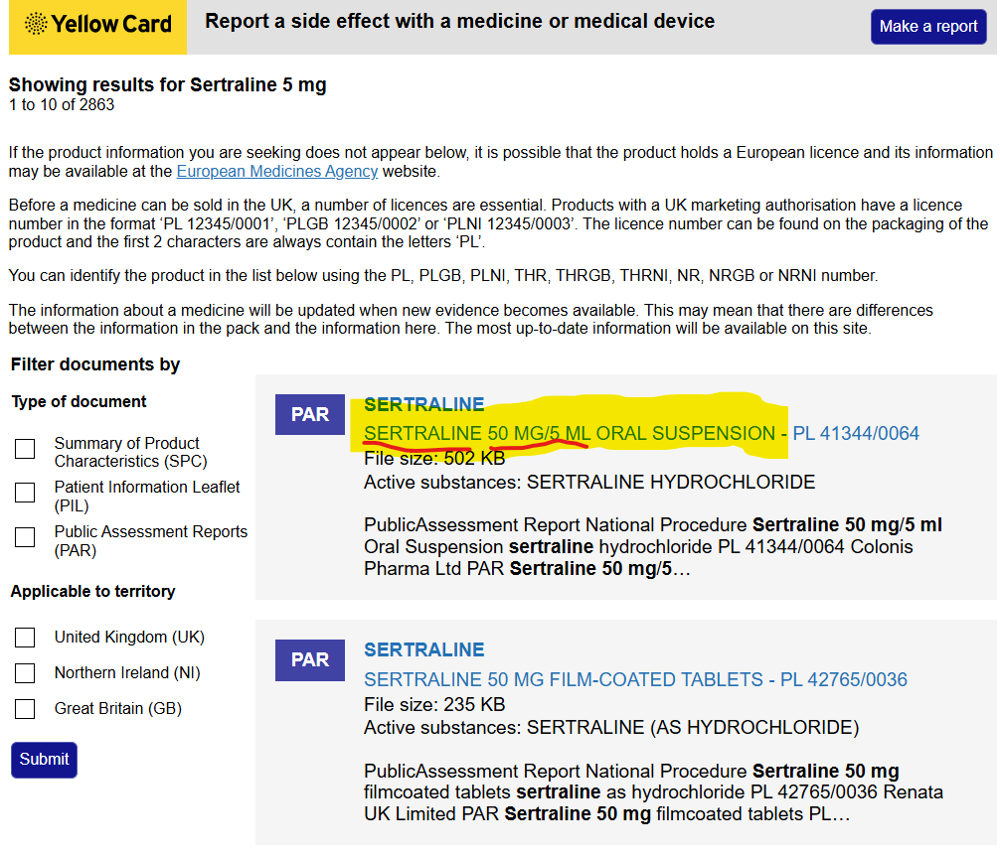 Yellow Card
Report a side effect with a medicine or medical device
Make a report
Showing results for Sertraline 5 mg
1 to 10 of 2863
If the product information you are seeking does not appear below, it is possible that the product holds a European licence and its information
may be available at the European Medicines Agency website.
Before a medicine can be sold in the UK, a number of licences are essential. Products with a UK marketing authorisation have a licence
number in the format ‘PL 12345/0001’, ‘PLGB 12345/0002’ or ‘PLNI 12345/0003’. The licence number can be found on the packaging of the
product and the first 2 characters are always contain the letters ‘PL’.
You can identify the product in the list below using the PL, PLGB, PLNI, THR, THRGB, THRNI, NR, NRGB or NRNI number.
The information about a medicine will be updated when new evidence becomes available. This may mean that there are differences
between the information in the pack and the information here. The most up-to-date information will be available on this site.
Filter documents by
Type of document
Summary of Product
Characteristics (SPC)
Patient Information Leaflet
(PIL)
Public Assessment Reports
(PAR)
Applicable to territory
United Kingdom (UK)
Northern Ireland (NI)
Great Britain (GB)
Submit
PAR
SERTRALINE
SERTRALINE 50 MG/5 ML ORAL SUSPENSION - PL 41344/0064
File size: 502 KB
Active substances: SERTRALINE HYDROCHLORIDE
PublicAssessment Report National Procedure Sertraline 50 mg/5 ml
Oral Suspension sertraline hydrochloride PL 41344/0064 Colonis
Pharma Ltd PAR Sertraline 50 mg/5…
PAR
SERTRALINE
SERTRALINE 50 MG FILM-COATED TABLETS - PL 42765/0036
File size: 235 KB
Active substances: SERTRALINE (AS HYDROCHLORIDE)
PublicAssessment Report National Procedure Sertraline 50 mg
filmcoated tablets sertraline as hydrochloride PL 42765/0036 Renata
UK Limited PAR Sertraline 50 mg filmcoated tablets PL…